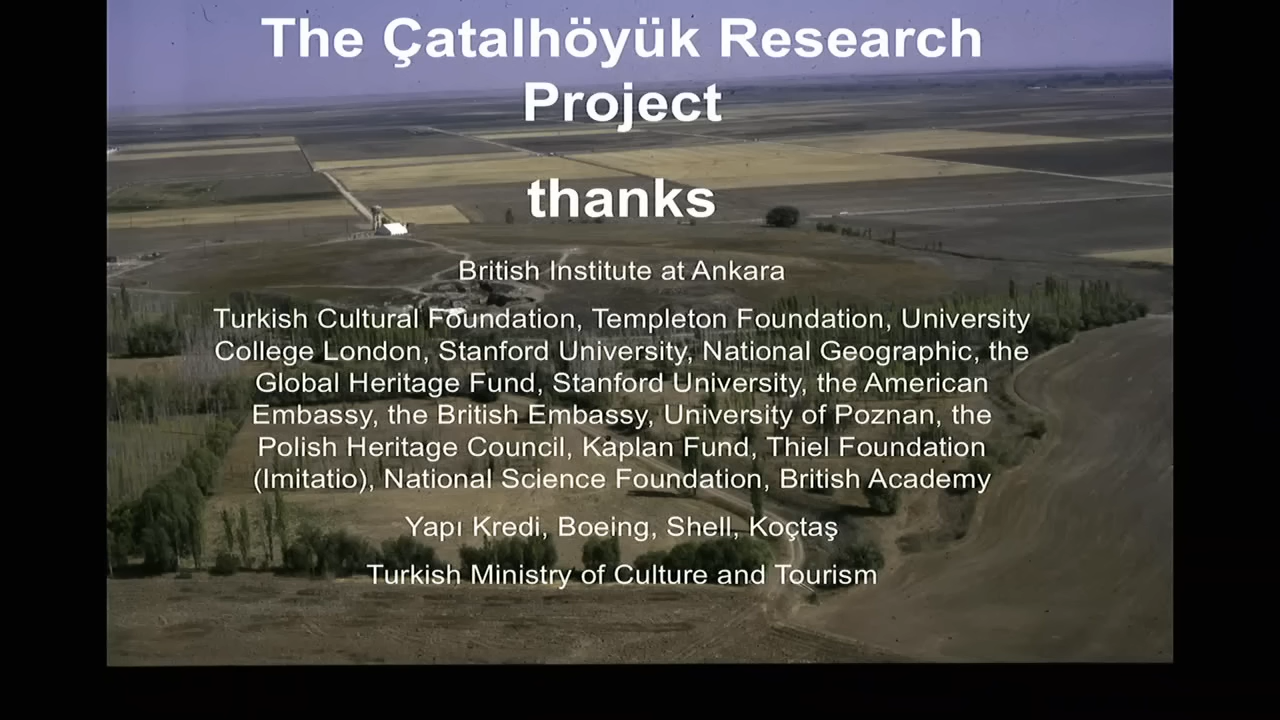 The Çatalhöyük Research
Project
thanks
British Institute at Ankara
Turkish Cultural Foundation, Templeton Foundation, University
College London, Stanford University, National Geographic, the
Global Heritage Fund, Stanford University, the American
Embassy, the British Embassy, University of Poznan, the
Polish Heritage Council, Kaplan Fund, Thiel Foundation
(Imitatio), National Science Foundation, British Academy
Yapı Kredi, Boeing, Shell, Koçtaş
Turkish Ministry of Culture and Tourism